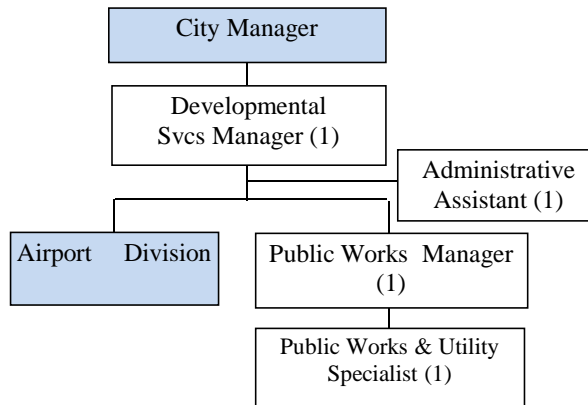 City Manager
Developmental
Svcs Manager (1)
Administrative
Assistant (1)
Airport Division
Public Works Manager
(1)
Public Works & Utility
Specialist (1)